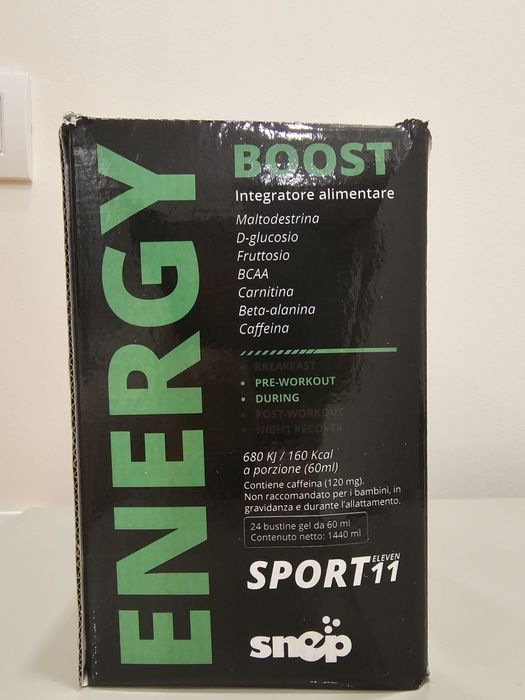 ENERGY
BOOST
Integratore alimentare
Maltodestrina
D-glucosio
Fruttosio
BCAA
Carnitina
Beta-alanina
Caffeina
• BREAKFAST
• PRE-WORKOUT
• DURING
• POST-WORKOUT
• NIGHT RECOVER
680 KJ / 160 Kcal
a porzione (60ml)
Contiene caffeina (120 mg).
Non raccomandato per i bambini, in
gravidanza e durante l'allattamento.
24 bustine gel da 60 ml
Contenuto netto: 1440 ml
ELEVEN
SPORT11
snep